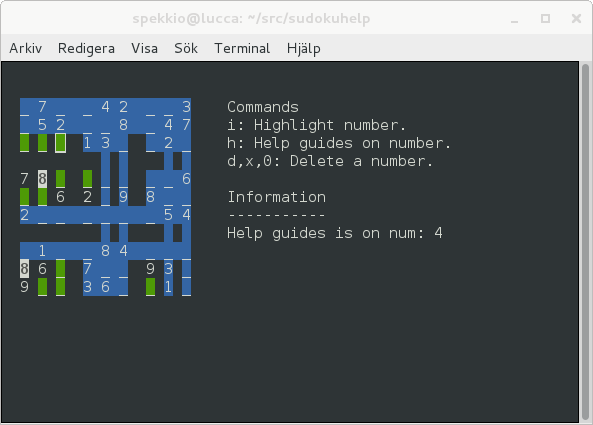 spekkio@lucca: ~/src/sudokuhelp
Arkiv Redigera Visa Sök Terminal Hjälp
_ 7 _  _ 4 2  _ _ 3
_ 5 2  _ _ 8  _ 4 7
_ _ _  1 3 _  _ 2 _
7 8 _  _ _ _  _ _ 6
_ _ 6  2 _ 9  8 _ _
2 _ _  _ _ _  _ 5 4
_ 1 _  _ 8 4  _ _ _
8 6 _  7 _ _  9 3 _
9 _ _  3 6 _  _ 1 _
Commands
i: Highlight number.
h: Help guides on number.
d,x,0: Delete a number.
Information
-----------
Help guides is on num: 4